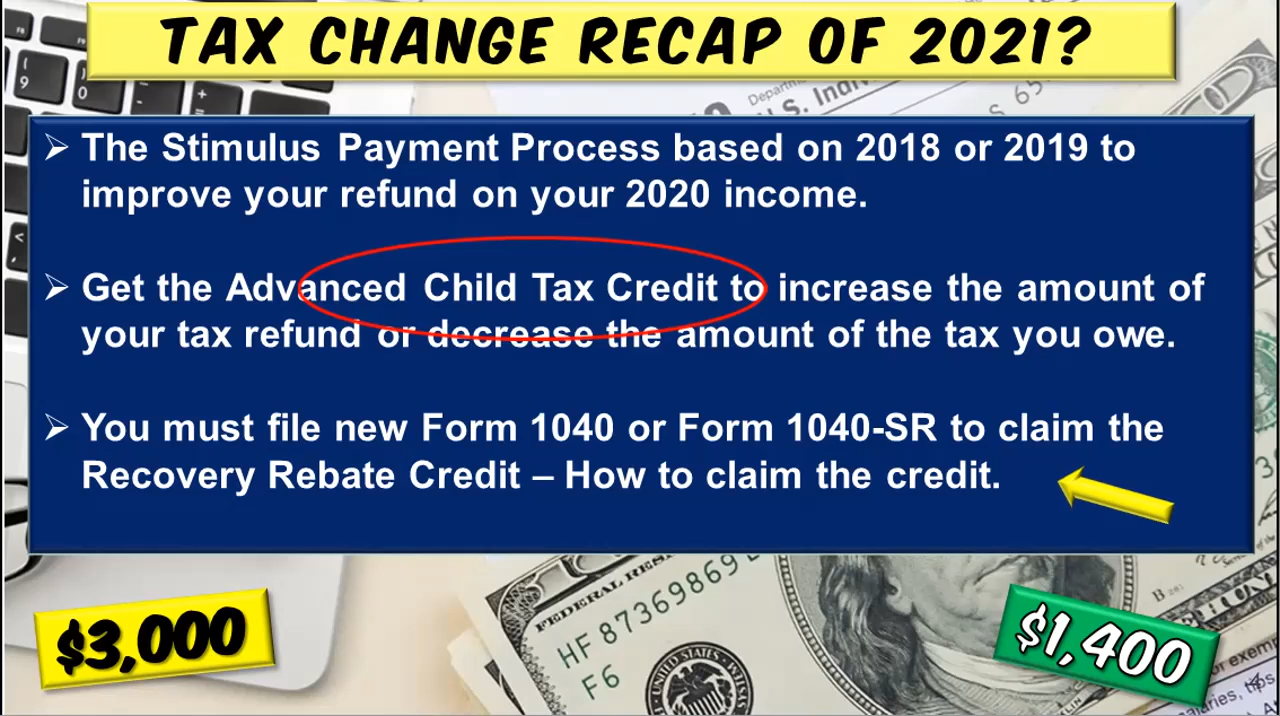 TAX CHANGE RECAP OF 2021?
The Stimulus Payment Process based on 2018 or 2019 to
improve your refund on your 2020 income.
Get the Advanced Child Tax Credit to increase the amount of
your tax refund or decrease the amount of the tax you owe.
You must file new Form 1040 or Form 1040-SR to claim the
Recovery Rebate Credit – How to claim the credit.
$3,000
$1,400
FEDERAL RES
HF 87369869
F6
UNITED STATES